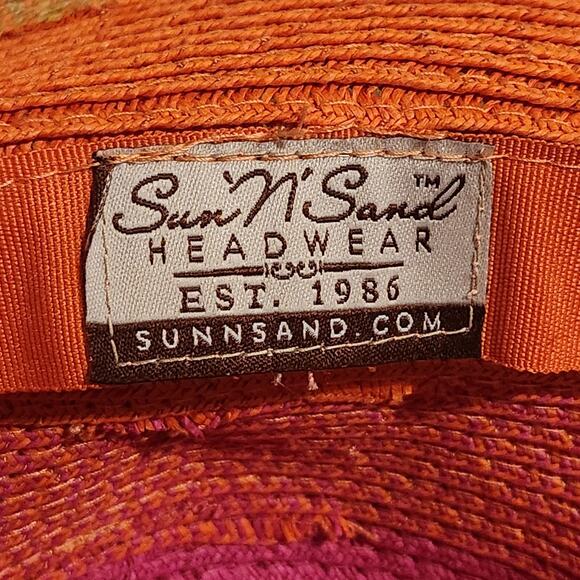 Sun 'N' Sand™
HEADWEAR
EST. 1986
SUNNSAND.COM